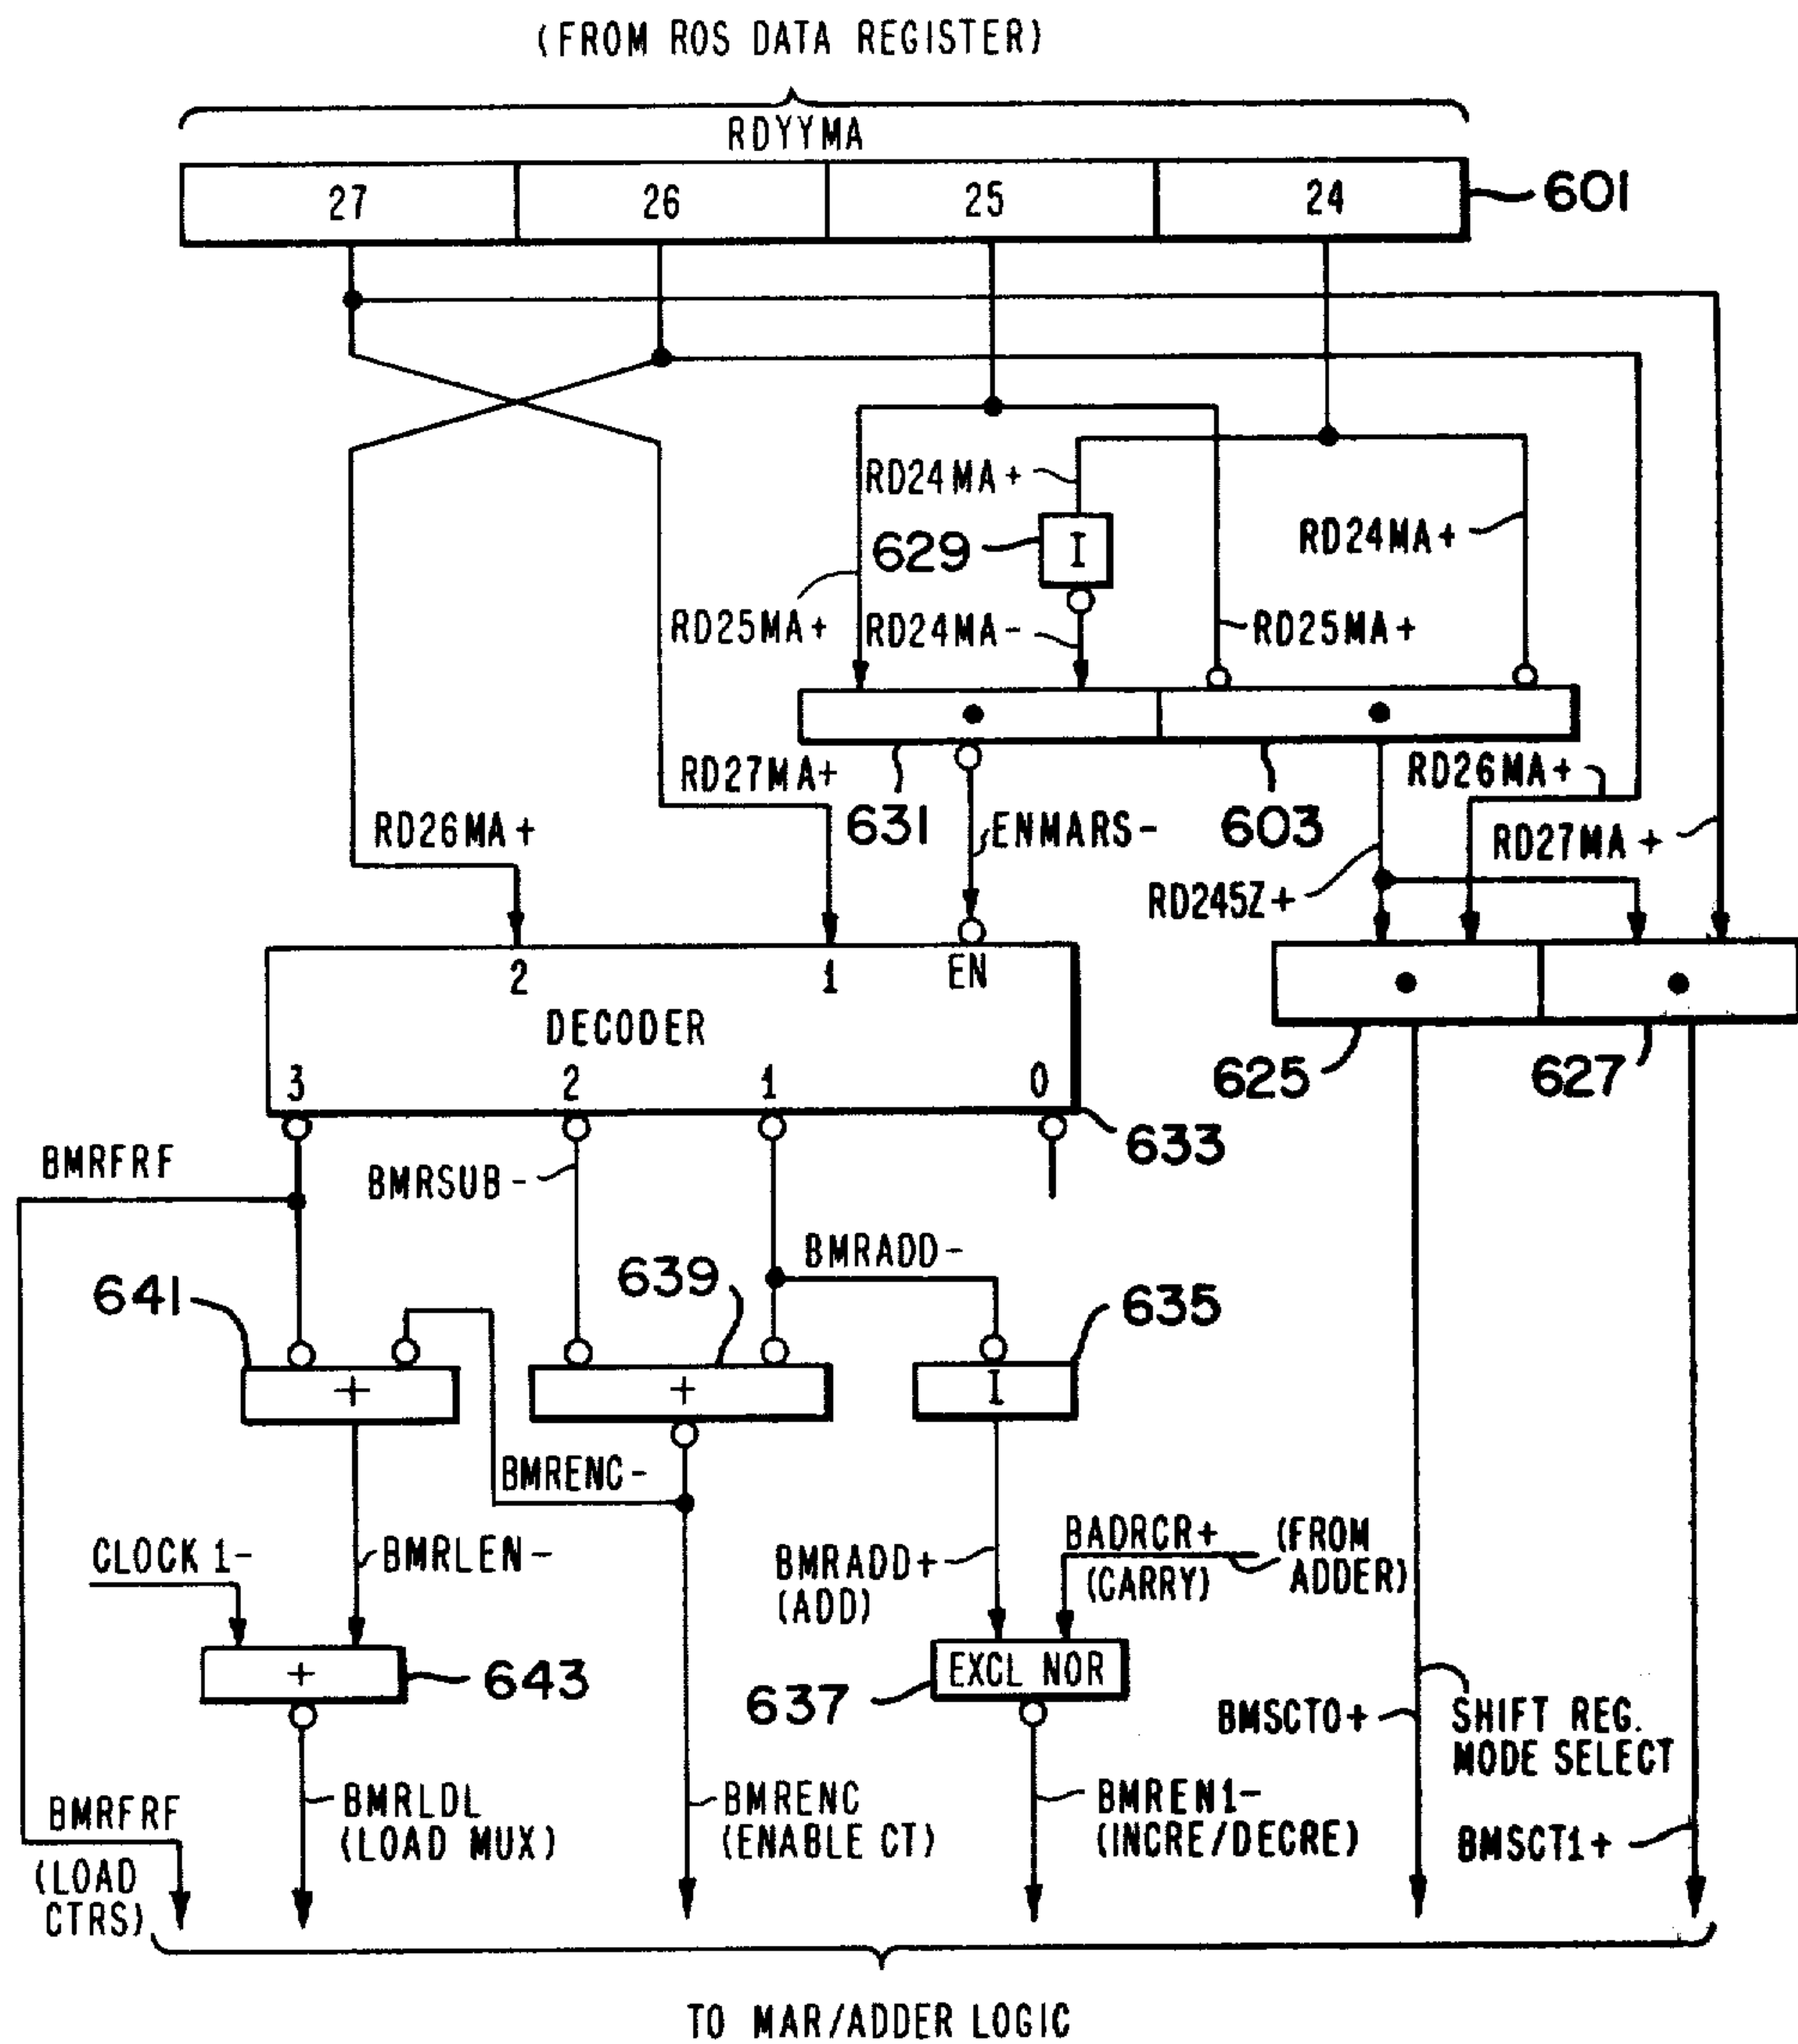 (FROM ROS DATA REGISTER)
RDYYMA
27 26 25 24
601
RD24MA+
629
I
RD24MA+
RD25MA+
RD24MA-
RD25MA+
RD27MA+
631
603
RD26MA+
RD26MA+
ENMARS-
RD27MA+
RD245Z+
2 1 EN
DECODER
3 2 1 0
633
625
627
BMRFRF
BMRSUB-
BMRADD-
641
639
635
+
+
I
BMRENC-
CLOCK 1-
BMRLEN-
BMRADD+
(ADD)
BADRCR+
(CARRY)
(FROM
ADDER)
+
643
EXCL NOR
637
BMSCT0+
SHIFT REG.
MODE SELECT
BMRFRF
(LOAD
CTRS)
BMRLDL
(LOAD MUX)
BMRENC
(ENABLE CT)
BMREN1-
(INCRE/DECRE)
BMSCT1+
TO MAR/ADDER LOGIC